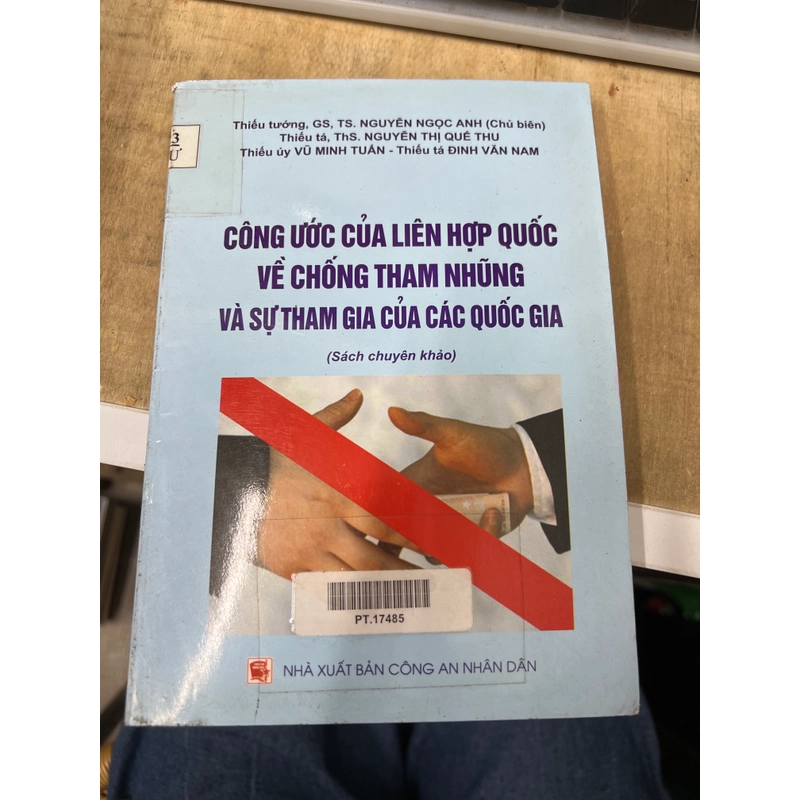 Thiếu tướng, GS, TS. NGUYỄN NGỌC ANH (Chủ biên)
Thiếu tá, ThS. NGUYỄN THỊ QUẾ THU
Thiếu úy VŨ MINH TUẤN - Thiếu tá ĐINH VĂN NAM
3
Ư
CÔNG ƯỚC CỦA LIÊN HỢP QUỐC
VỀ CHỐNG THAM NHŨNG
VÀ SỰ THAM GIA CỦA CÁC QUỐC GIA
(Sách chuyên khảo)
PT.17485
NHÀ XUẤT BẢN CÔNG AN NHÂN DÂN